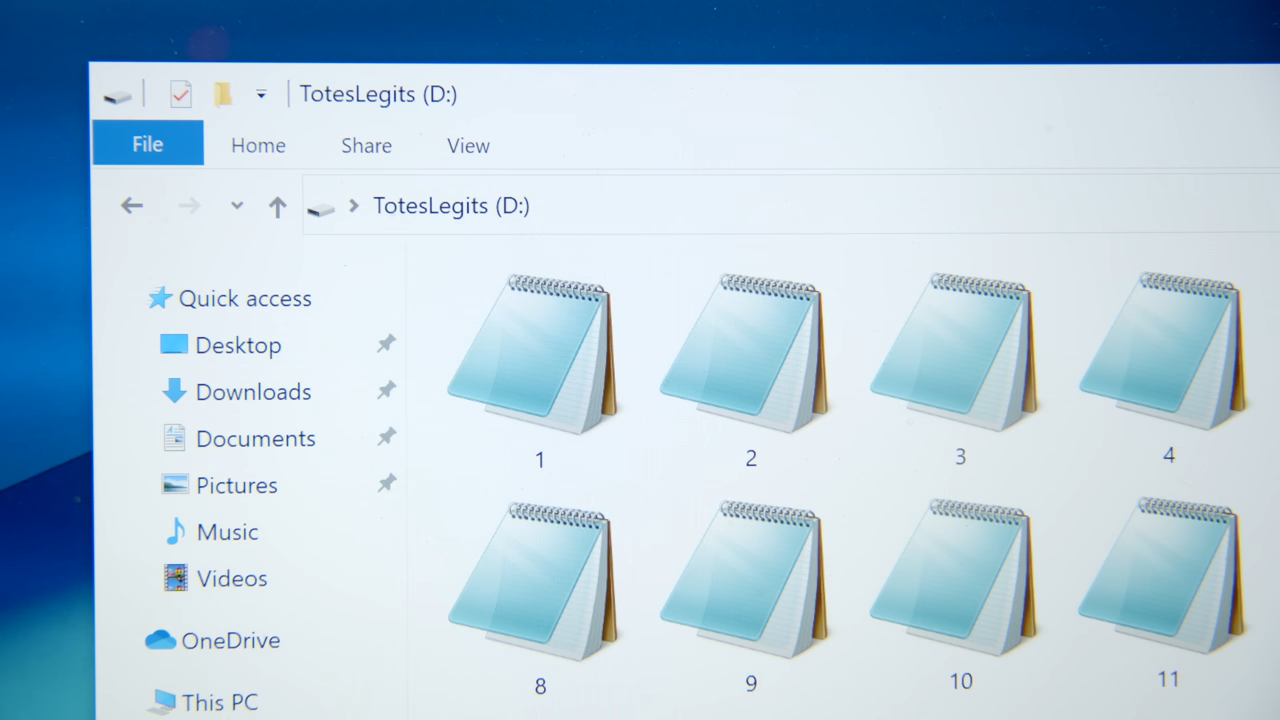 TotesLegits (D:)
File Home Share View
TotesLegits (D:)
Quick access
Desktop
Downloads
Documents
Pictures
Music
Videos
OneDrive
This PC
1 2 3 4
8 9 10 11